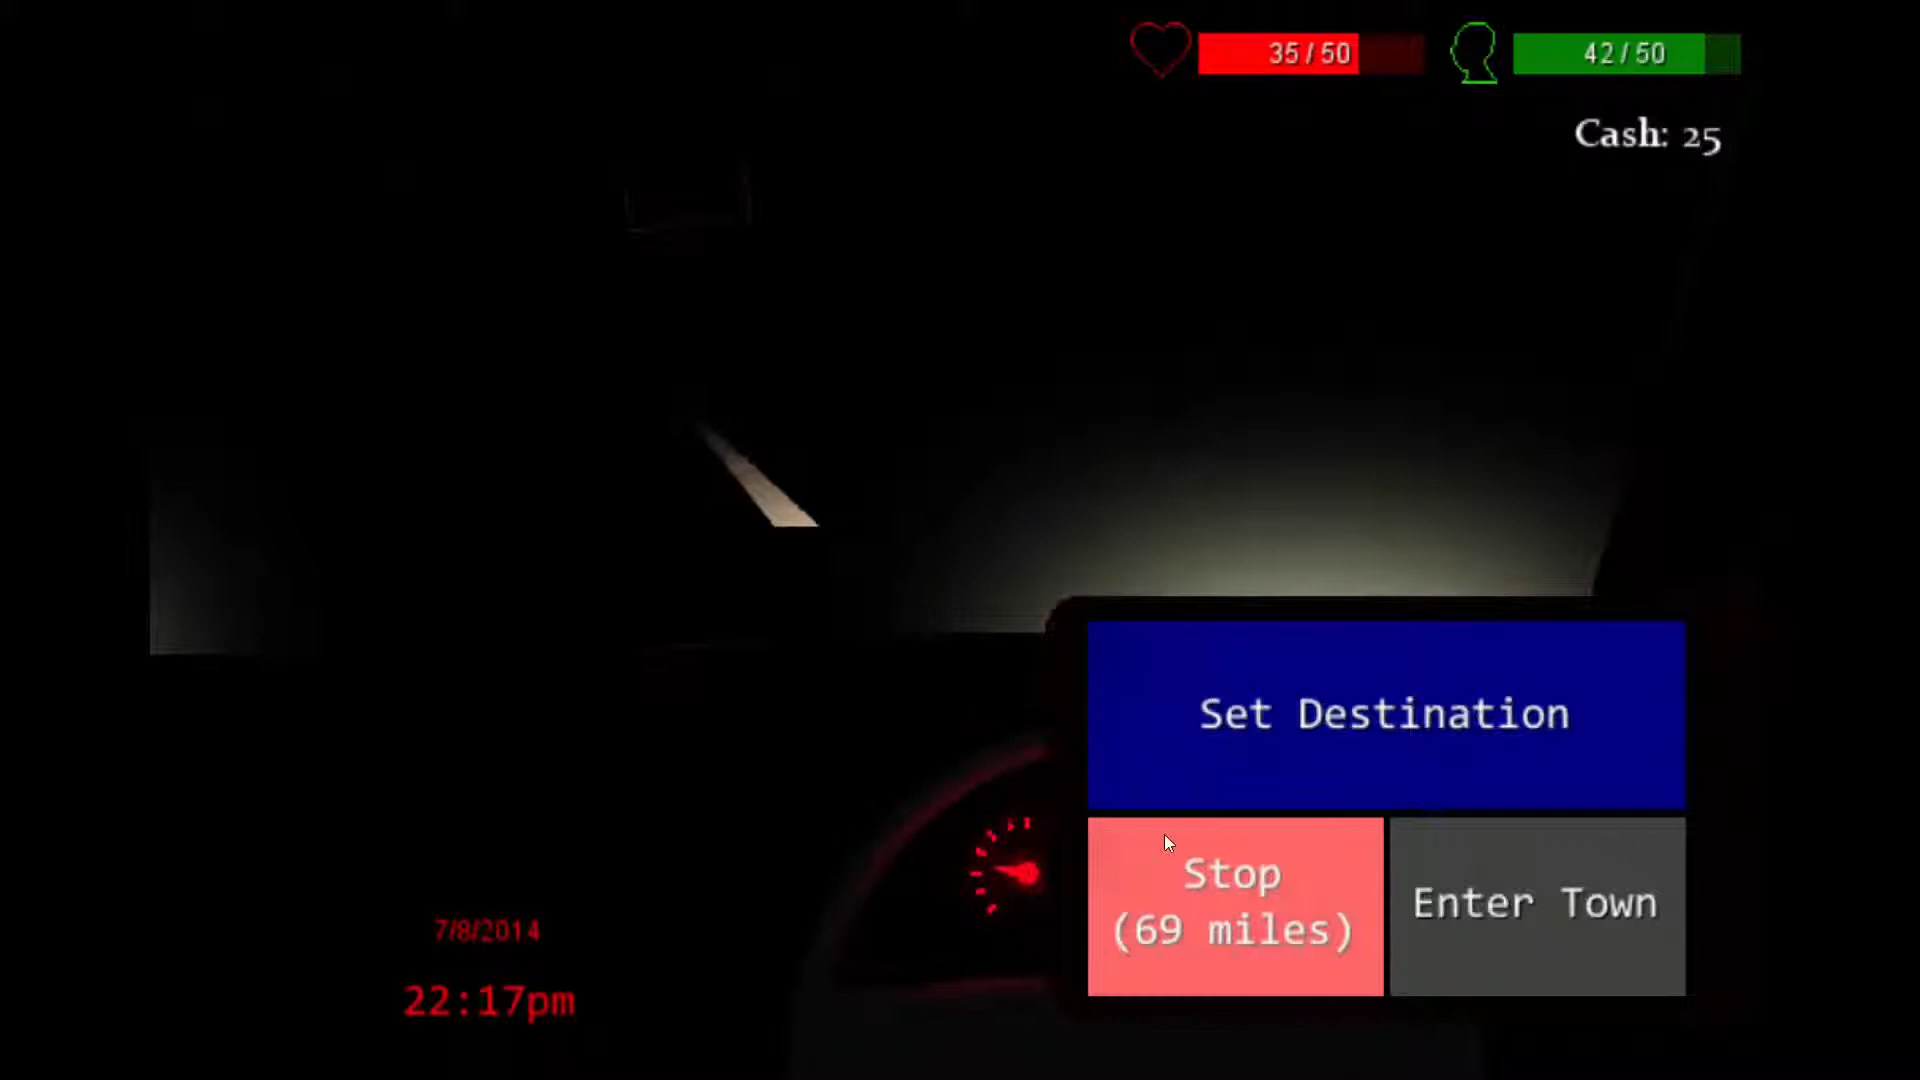 35 / 50
42 / 50
Cash: 25
Set Destination
Stop
(69 miles)
Enter Town
7/8/2014
22:17pm